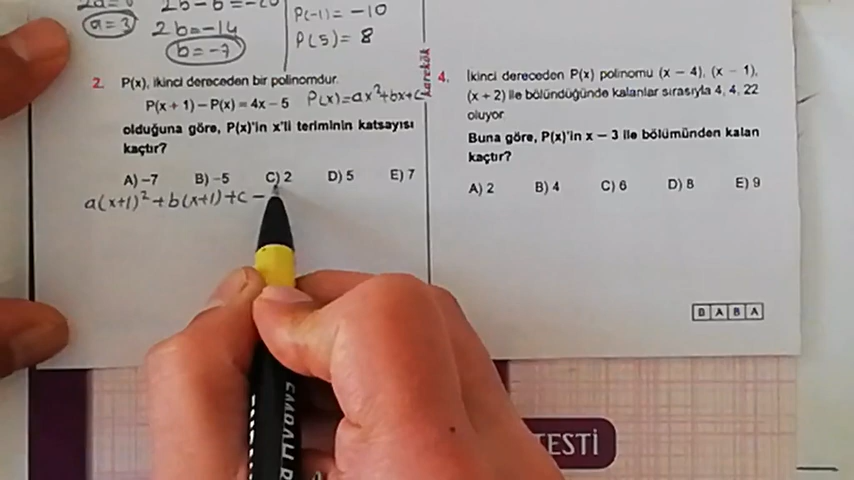 a=3
2b-b=-20
2b=-14
b=-7
P(-1)=-10
P(5)=8
2. P(x), ikinci dereceden bir polinomdur.
P(x + 1) – P(x) = 4x – 5 P(x)=ax²+bx+c
olduğuna göre, P(x)'in x'li teriminin katsayısı
kaçtır?
A) –7 B) –5 C) 2 D) 5 E) 7
a(x+1)²+b(x+1)+c-
karekök
4. İkinci dereceden P(x) polinomu (x – 4), (x – 1),
(x + 2) ile bölündüğünde kalanlar sırasıyla 4, 4, 22
oluyor.
Buna göre, P(x)'in x – 3 ile bölümünden kalan
kaçtır?
A) 2 B) 4 C) 6 D) 8 E) 9
D A B A
TESTİ